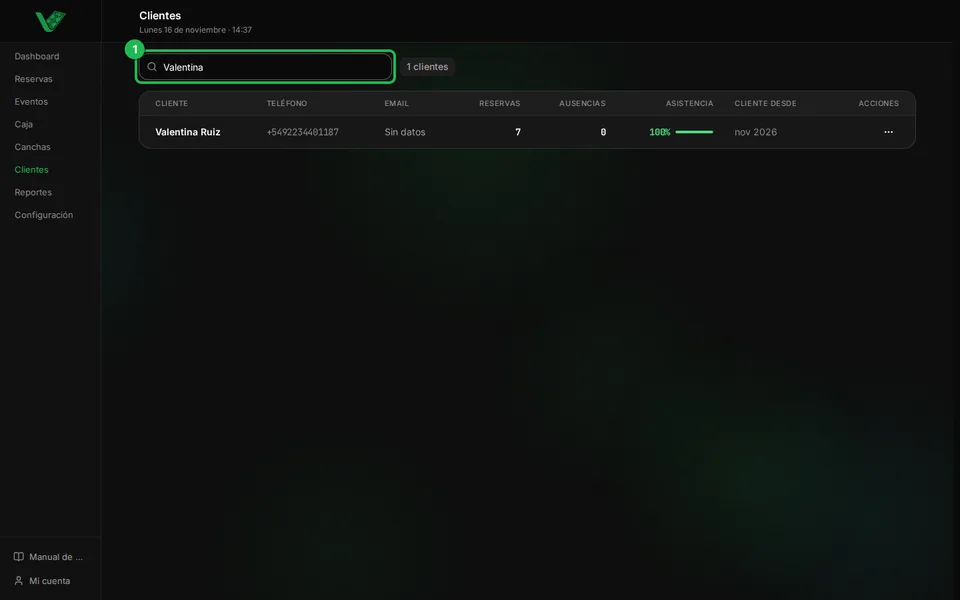 Clientes
Lunes 16 de noviembre · 14:37
Dashboard
Reservas
Eventos
Caja
Canchas
Clientes
Reportes
Configuración
Manual de ...
Mi cuenta
1
Valentina
1 clientes
CLIENTE TELÉFONO EMAIL RESERVAS AUSENCIAS ASISTENCIA CLIENTE DESDE ACCIONES
Valentina Ruiz +5492234401187 Sin datos 7 0 100% nov 2026 ···